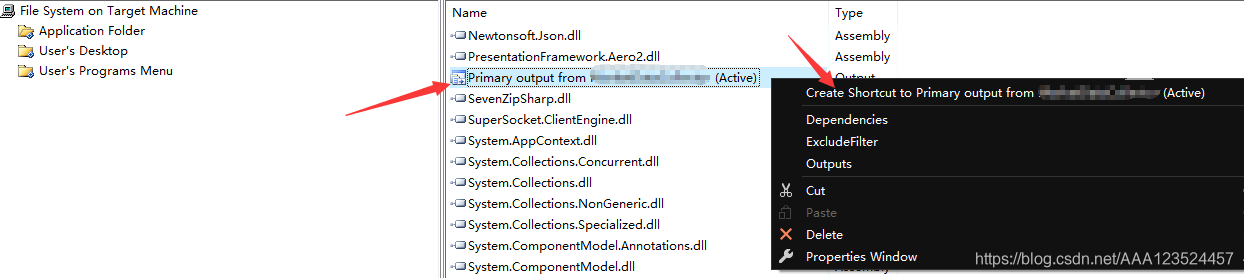 File System on Target Machine
Application Folder
User's Desktop
User's Programs Menu
Name Type
Newtonsoft.Json.dll Assembly
PresentationFramework.Aero2.dll Assembly
Primary output from (Active) Output
SevenZipSharp.dll
SuperSocket.ClientEngine.dll
System.AppContext.dll
System.Collections.Concurrent.dll
System.Collections.dll
System.Collections.NonGeneric.dll
System.Collections.Specialized.dll
System.ComponentModel.Annotations.dll
System.ComponentModel.dll Assembly
Create Shortcut to Primary output from (Active)
Dependencies
ExcludeFilter
Outputs
Cut
Paste
Delete
Properties Window
https://blog.csdn.net/AAA123524457